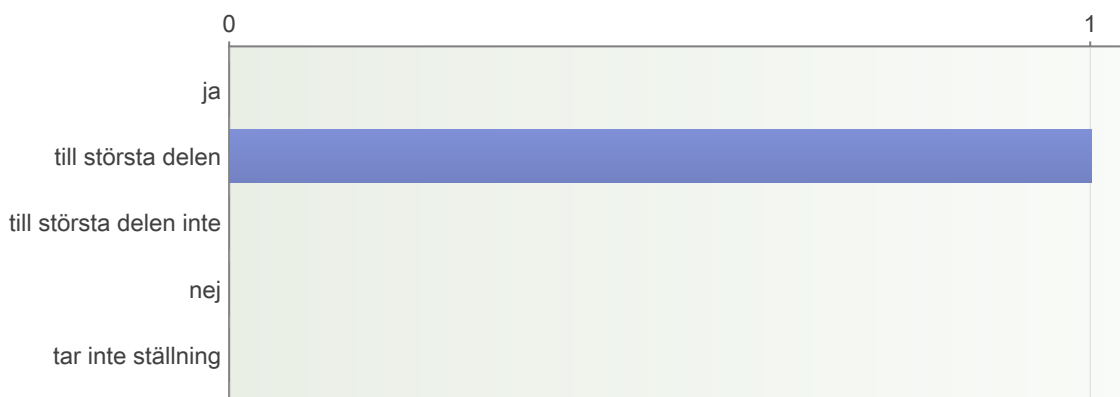 0 1
ja
till största delen
till största delen inte
nej
tar inte ställning